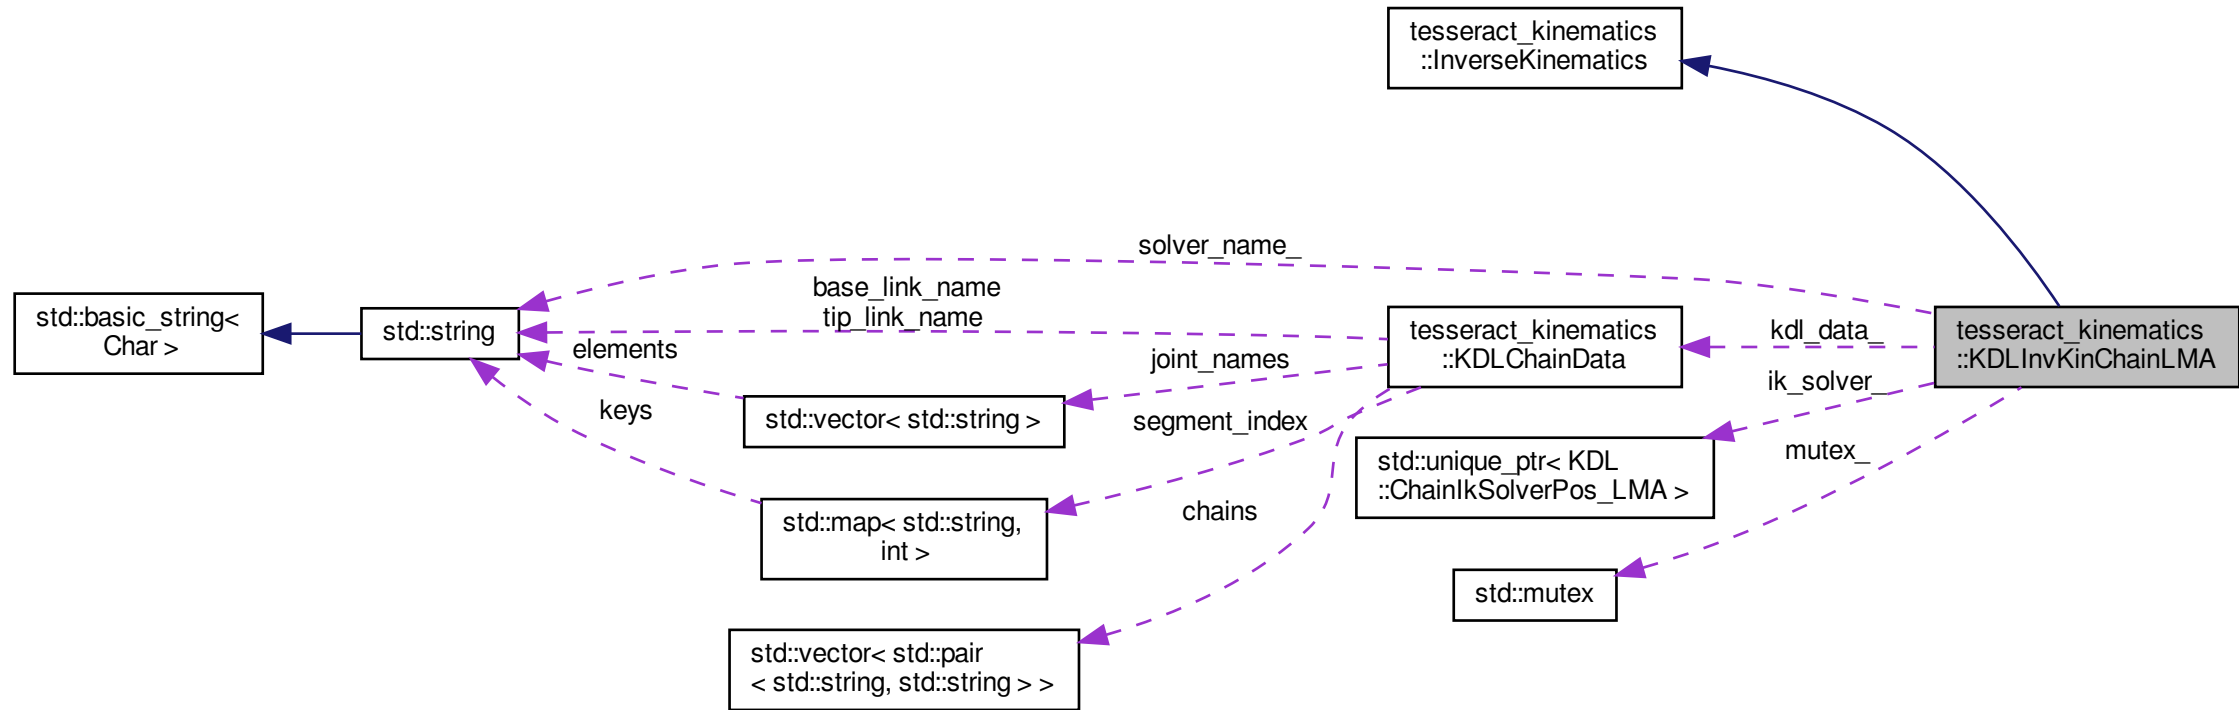 tesseract_kinematics
::InverseKinematics
solver_name_
base_link_name
tip_link_name
std::basic_string<
Char >
std::string
elements
keys
joint_names
tesseract_kinematics
::KDLChainData
kdl_data_
tesseract_kinematics
::KDLInvKinChainLMA
ik_solver_
std::vector< std::string >
segment_index
std::unique_ptr< KDL
::ChainIkSolverPos_LMA >
mutex_
std::map< std::string,
int >
chains
std::mutex
std::vector< std::pair
< std::string, std::string > >